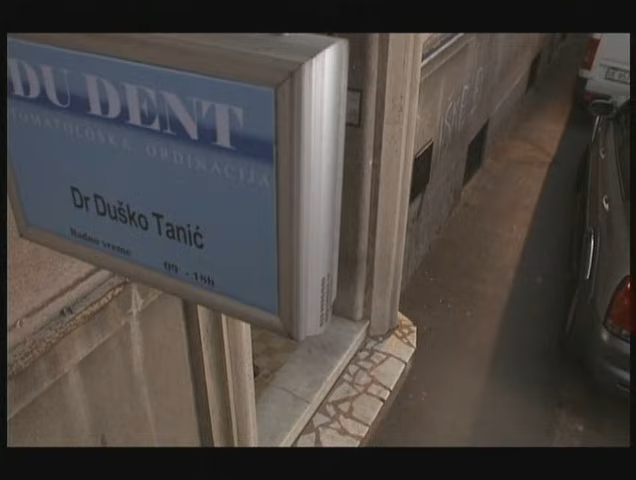 DU DENT
STOMATOLOŠKA ORDINACIJA
Dr Duško Tanić
Radno vreme
09 - 18h